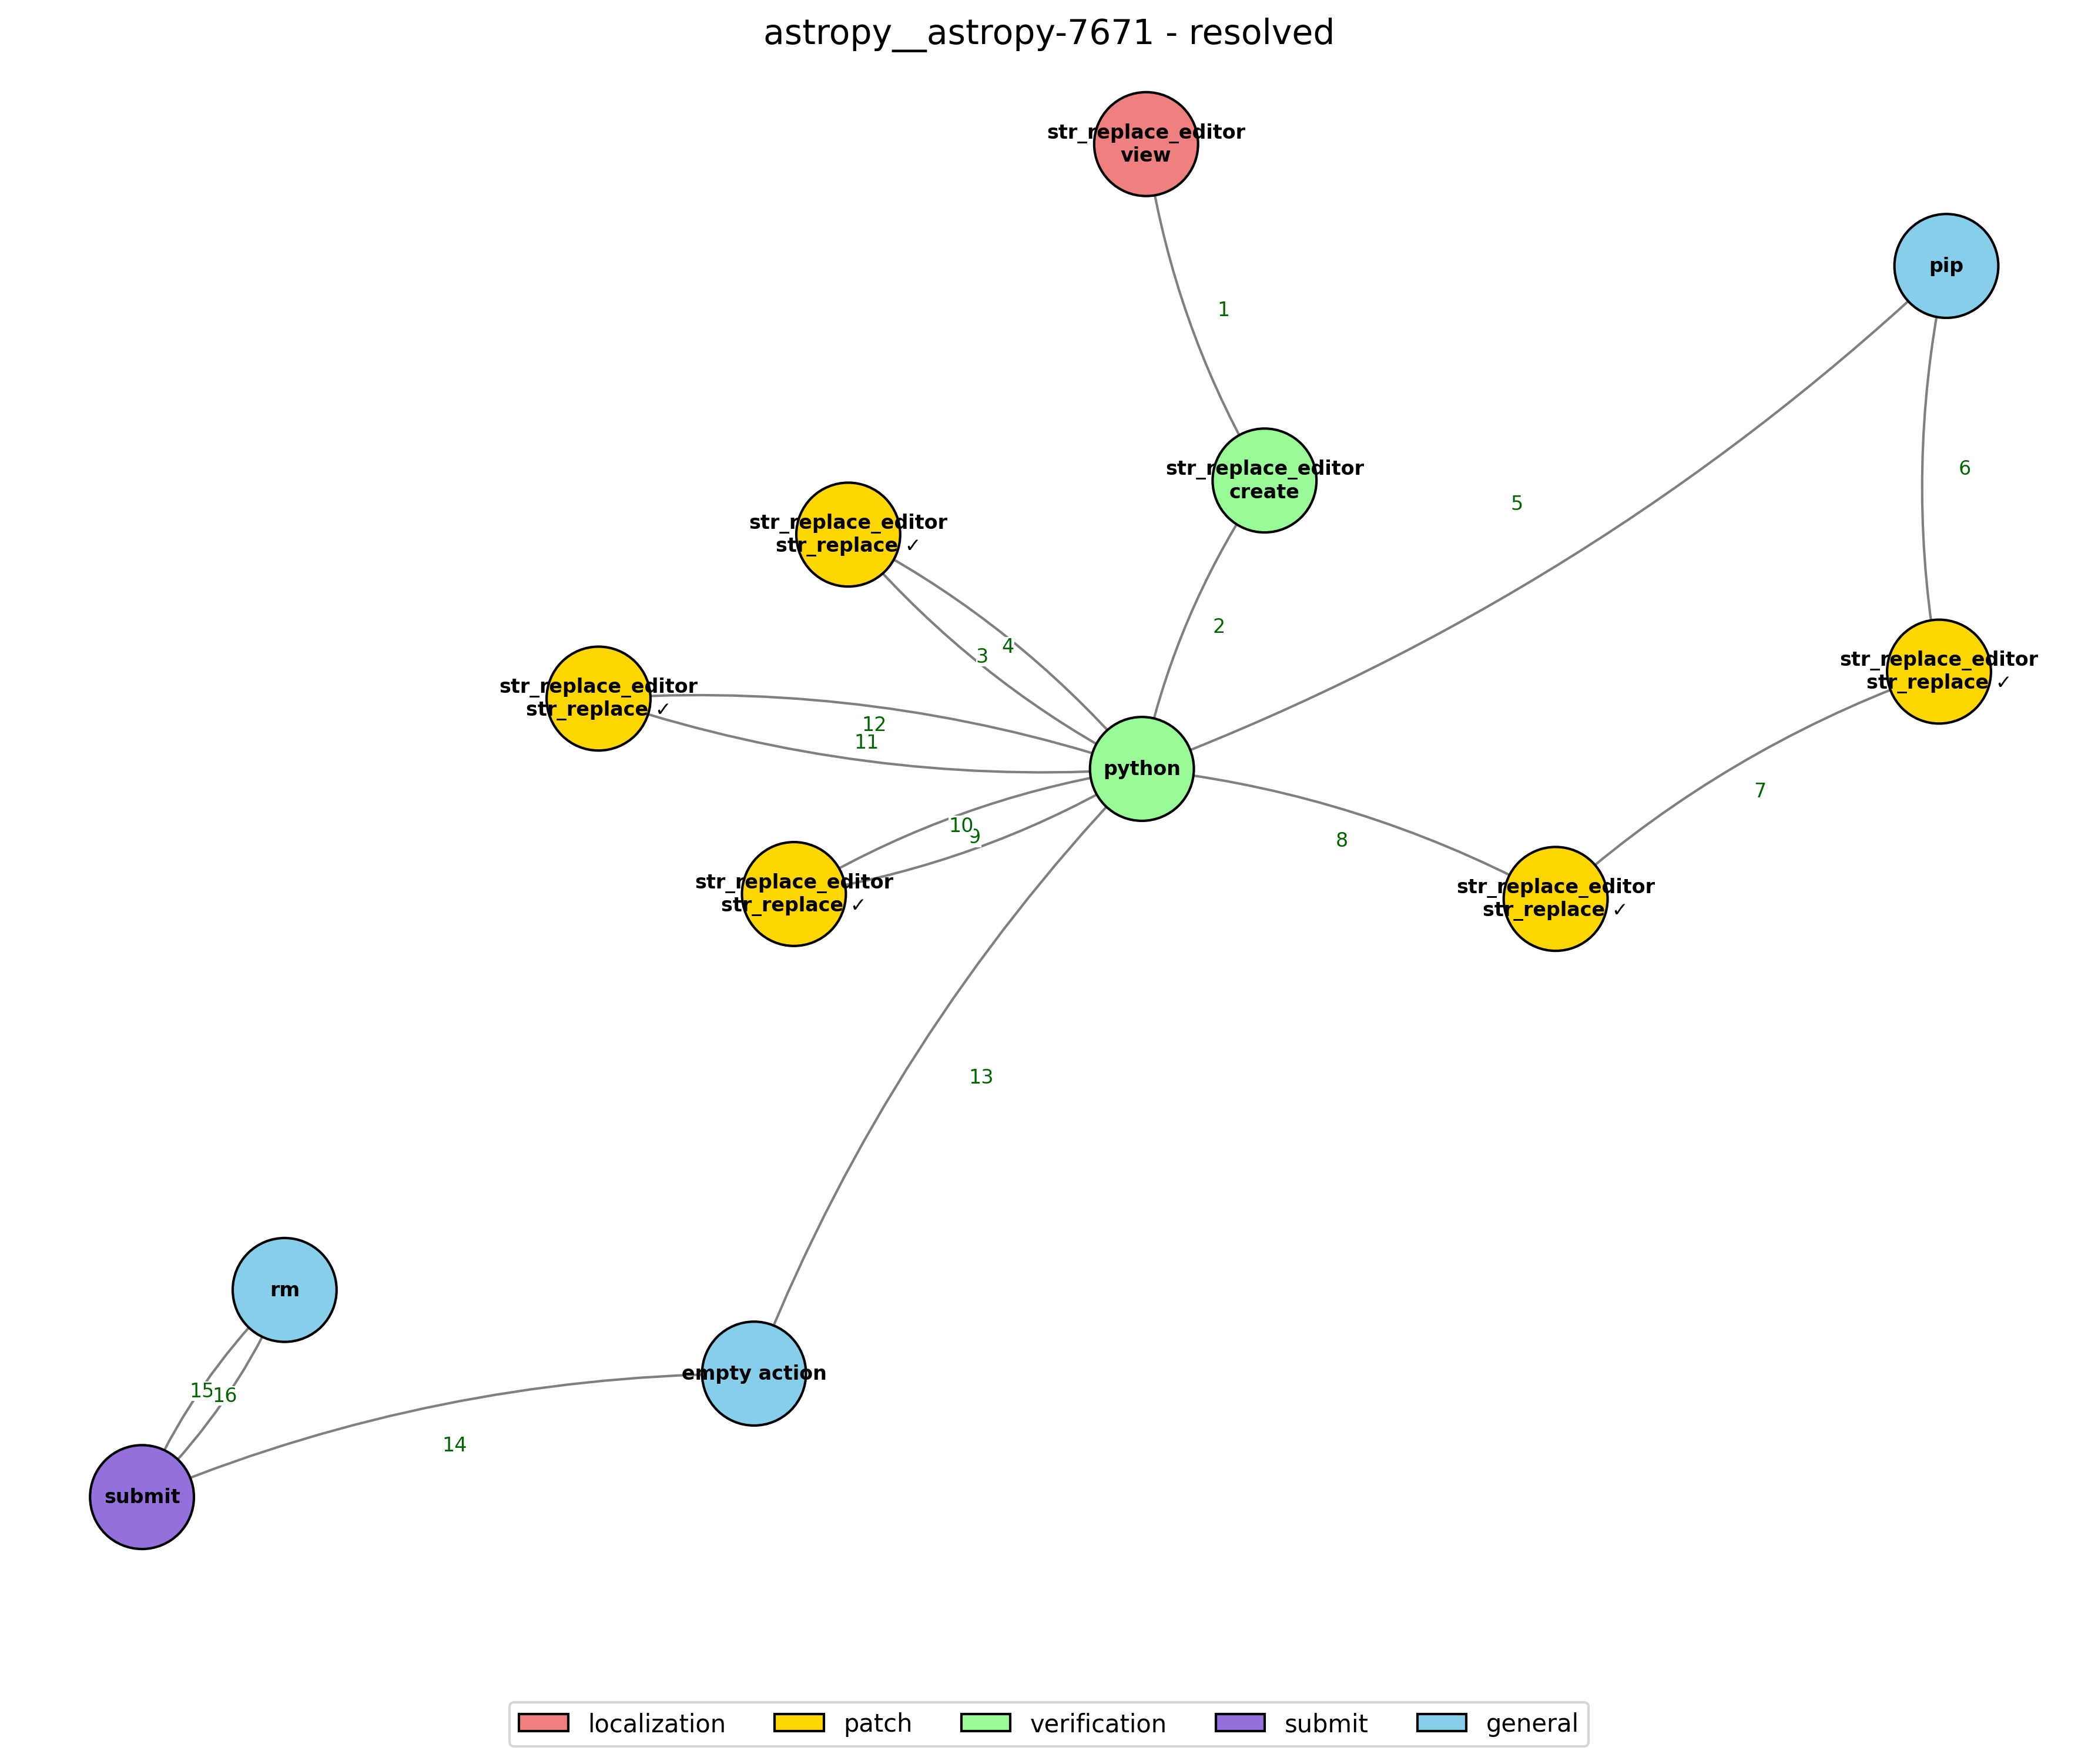 astropy__astropy-7671 - resolved
str_replace_editor
view
pip
1
str_replace_editor
create
6
5
str_replace_editor
str_replace ✓
2
4
3
str_replace_editor
str_replace ✓
str_replace_editor
str_replace ✓
12
11
python
7
10
9
8
str_replace_editor
str_replace ✓
str_replace_editor
str_replace ✓
13
rm
empty action
15
16
14
submit
localization
patch
verification
submit
general